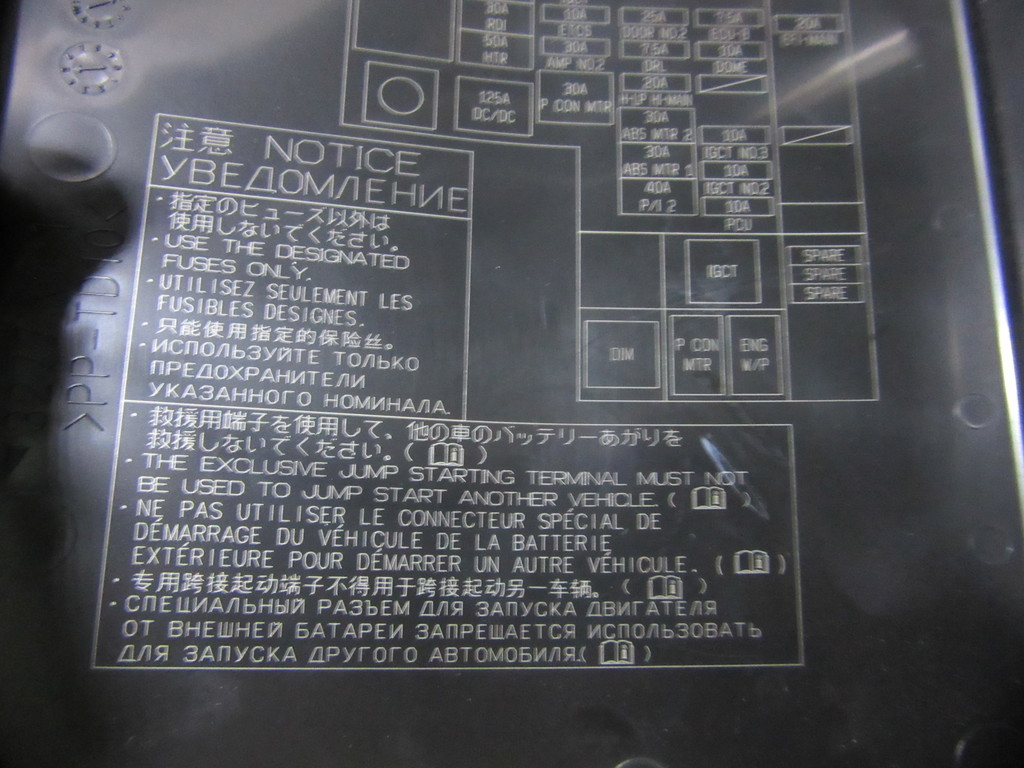 30A
RDI
50A
HTR
10A
ETCS
30A
AMP NO.2
25A
DOOR NO.2
7.5A
DRL
20A
H-LP HI-MAIN
30A
ABS MTR 2
30A
ABS MTR 1
40A
P/I 2
7.5A
ECU-B
10A
DOME
10A
IGCT NO.3
10A
IGCT NO.2
10A
PCU
20A
125A
DC/DC
30A
P CON MTR
IGCT
SPARE
SPARE
SPARE
DIM
P CON
MTR
ENG
W/P
注意 NOTICE
УВЕДОМЛЕНИЕ
・指定のヒューズ以外は
使用しないでください。
・USE THE DESIGNATED
FUSES ONLY.
・UTILISEZ SEULEMENT LES
FUSIBLES DESIGNES.
・只能使用指定的保险丝。
・ИСПОЛЬЗУЙТЕ ТОЛЬКО
ПРЕДОХРАНИТЕЛИ
УКАЗАННОГО НОМИНАЛА.
・救援用端子を使用して、他の車のバッテリーあがりを
救援しないでください。( )
・THE EXCLUSIVE JUMP STARTING TERMINAL MUST NOT
BE USED TO JUMP START ANOTHER VEHICLE. ( )
・NE PAS UTILISER LE CONNECTEUR SPÉCIAL DE
DÉMARRAGE DU VÉHICULE DE LA BATTERIE
EXTÉRIEURE POUR DÉMARRER UN AUTRE VÉHICULE. ( )
・专用跨接起动端子不得用于跨接起动另一车辆。( )
・СПЕЦИАЛЬНЫЙ РАЗЪЕМ ДЛЯ ЗАПУСКА ДВИГАТЕЛЯ
ОТ ВНЕШНЕЙ БАТАРЕИ ЗАПРЕЩАЕТСЯ ИСПОЛЬЗОВАТЬ
ДЛЯ ЗАПУСКА ДРУГОГО АВТОМОБИЛЯ.( )